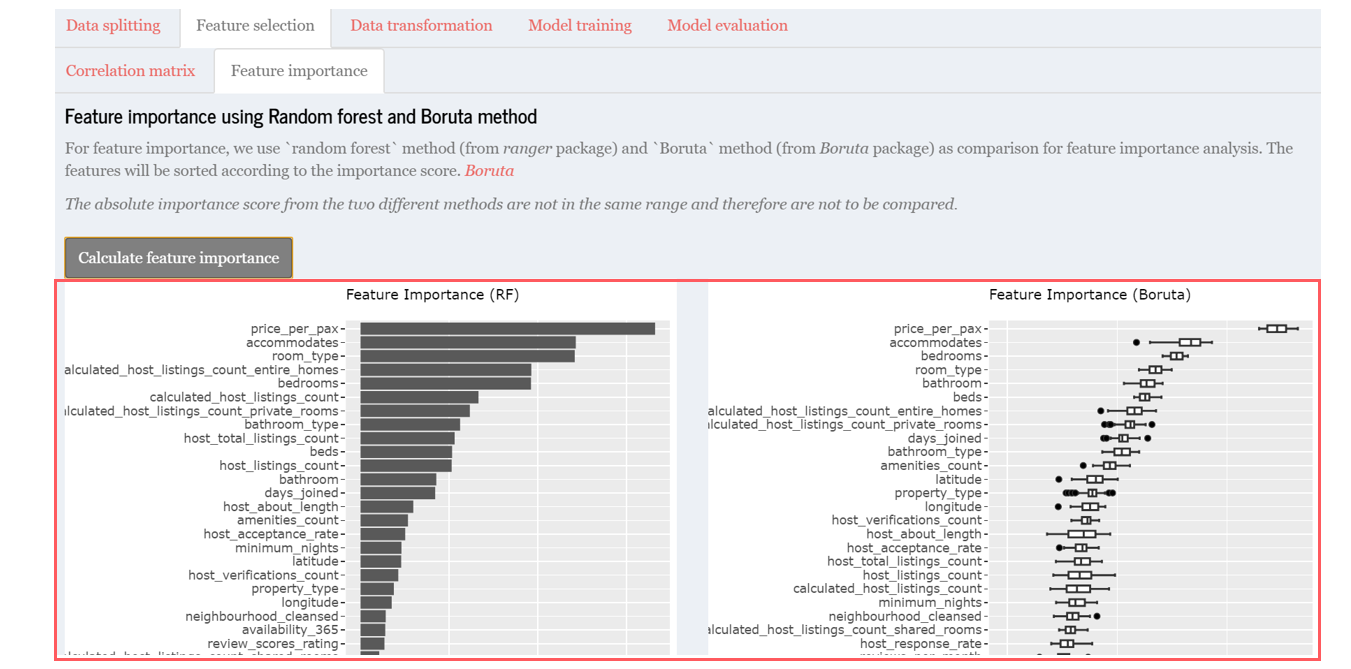 Data splitting
Feature selection
Data transformation
Model training
Model evaluation
Correlation matrix
Feature importance
Feature importance using Random forest and Boruta method
For feature importance, we use `random forest` method (from ranger package) and `Boruta` method (from Boruta package) as comparison for feature importance analysis. The
features will be sorted according to the importance score. Boruta
The absolute importance score from the two different methods are not in the same range and therefore are not to be compared.
Calculate feature importance
Feature Importance (RF)
price_per_pax
accommodates
room_type
alculated_host_listings_count_entire_homes
bedrooms
calculated_host_listings_count
alculated_host_listings_count_private_rooms
bathroom_type
host_total_listings_count
beds
host_listings_count
bathroom
days_joined
host_about_length
amenities_count
host_acceptance_rate
minimum_nights
latitude
host_verifications_count
property_type
longitude
neighbourhood_cleansed
availability_365
review_scores_rating
Feature Importance (Boruta)
price_per_pax
accommodates
bedrooms
room_type
bathroom
beds
alculated_host_listings_count_entire_homes
alculated_host_listings_count_private_rooms
days_joined
bathroom_type
amenities_count
latitude
property_type
longitude
host_verifications_count
host_about_length
host_acceptance_rate
host_total_listings_count
host_listings_count
calculated_host_listings_count
minimum_nights
neighbourhood_cleansed
alculated_host_listings_count_shared_rooms
host_response_rate